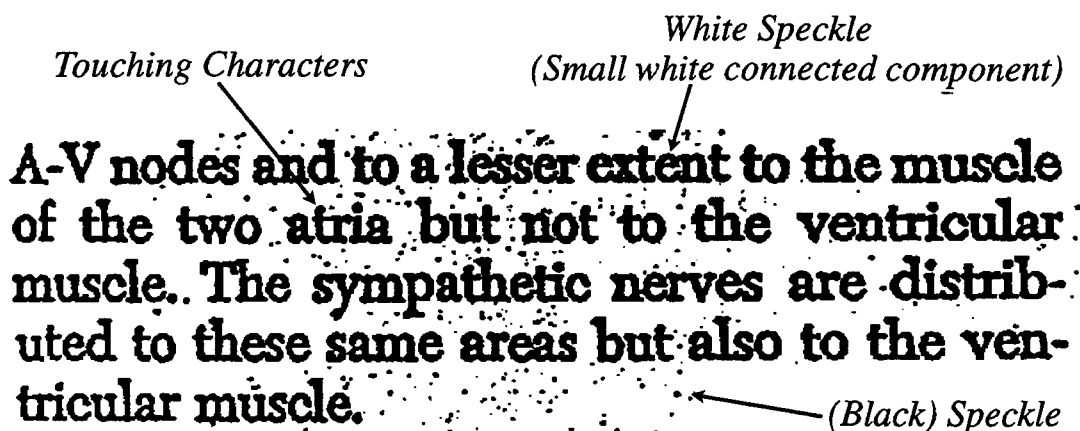 White Speckle
Touching Characters
(Small white connected component)
A-V nodes and to a lesser extent to the muscle
of the two atria but not to the ventricular
muscle. The sympathetic nerves are distrib-
uted to these same areas but also to the ven-
tricular muscle.
(Black) Speckle